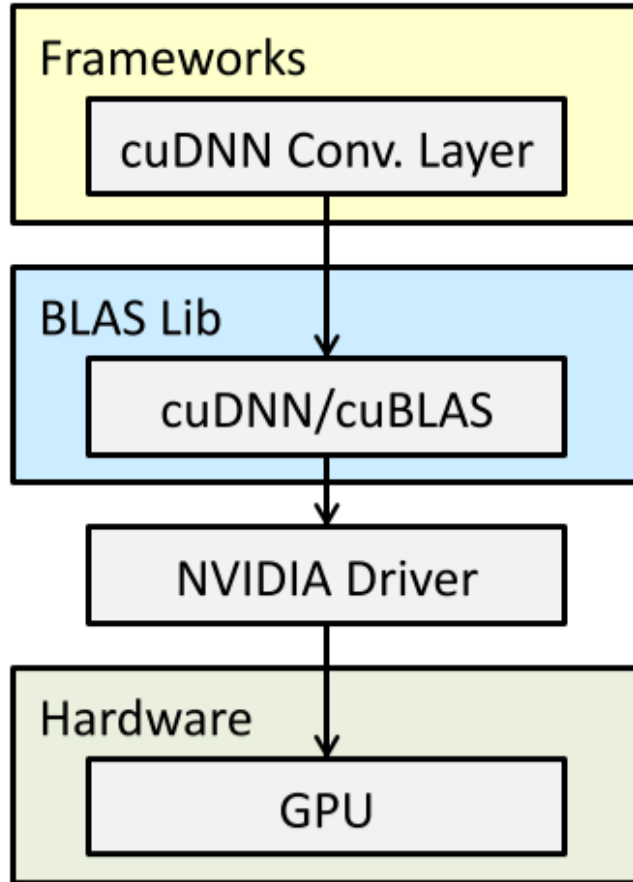 Frameworks
cuDNN Conv. Layer
BLAS Lib
cuDNN/cuBLAS
NVIDIA Driver
Hardware
GPU